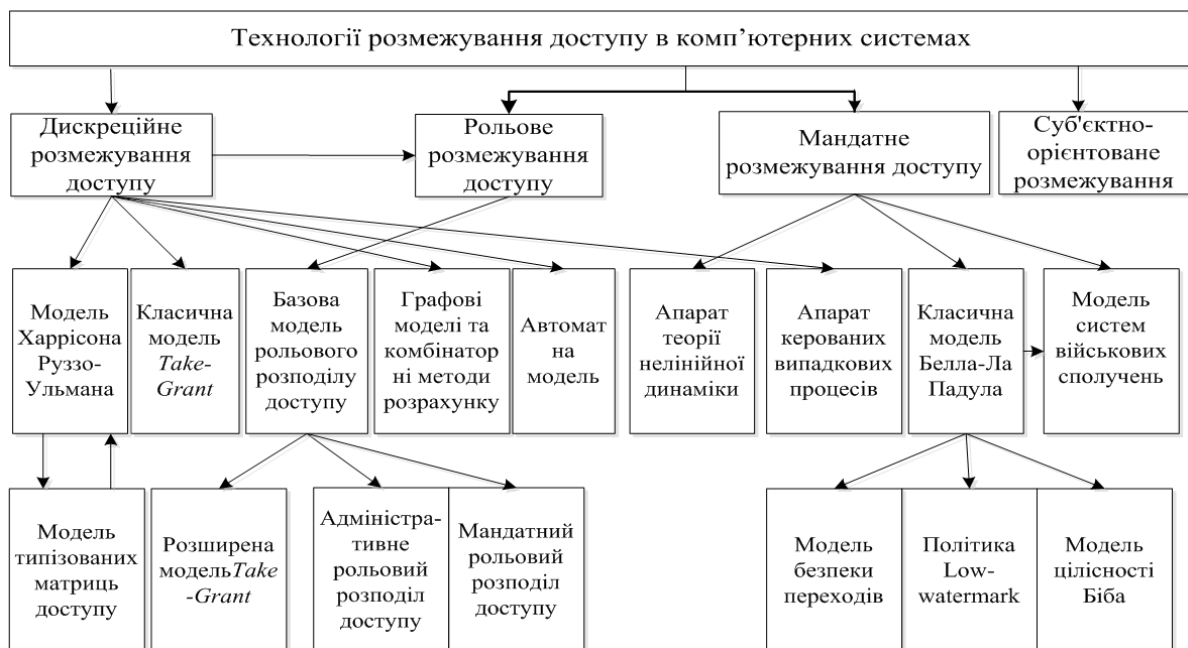 Технології розмежування доступу в комп’ютерних системах
Дискреційне
розмежування
доступу
Рольове
розмежування
доступу
Мандатне
розмежування доступу
Суб'єктно-
орієнтоване
розмежування
Модель
Харрісона
Руззо-
Ульмана
Класична
модель
Take-
Grant
Базова
модель
рольового
розподілу
доступу
Графові
моделі та
комбінатор
ні методи
розрахунку
Автомат
на
модель
Апарат
теорії
нелінійної
динаміки
Апарат
керованих
випадкових
процесів
Класична
модель
Белла-Ла
Падула
Модель
систем
військових
сполучень
Модель
типізованих
матриць
доступу
Розширена
модельTake
-Grant
Адміністра-
тивне
рольовий
розподіл
доступу
Мандатний
рольовий
розподіл
доступу
Модель
безпеки
переходів
Політика
Low-
watermark
Модель
цілісності
Біба